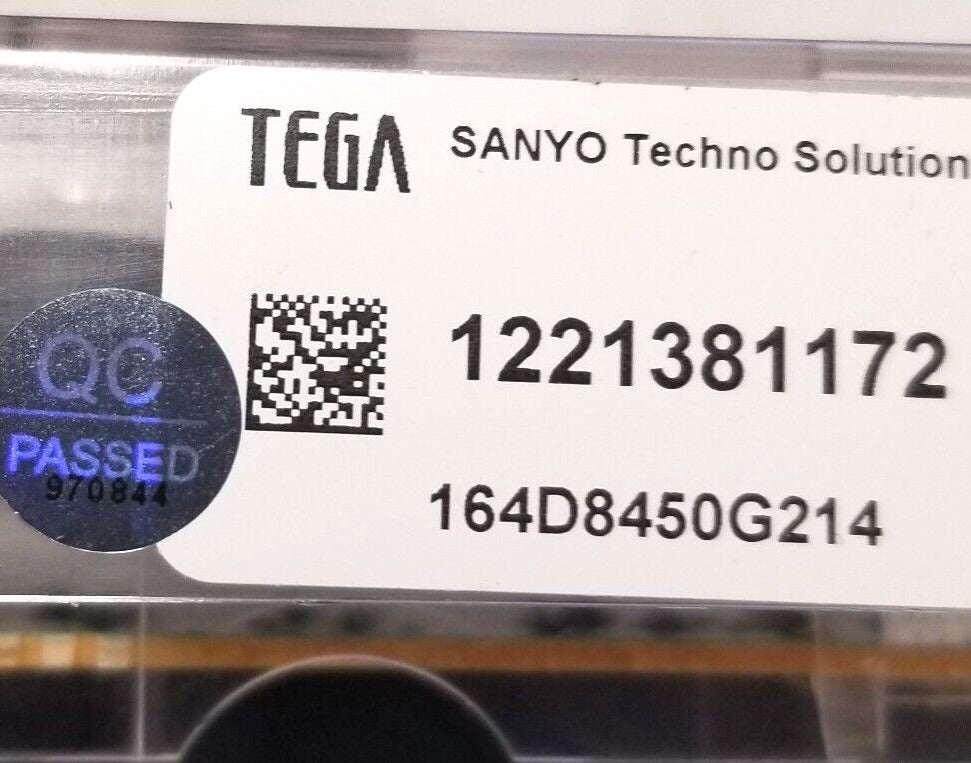 TEGA SANYO Techno Solution
1221381172
164D8450G214
QC
PASSED
970844